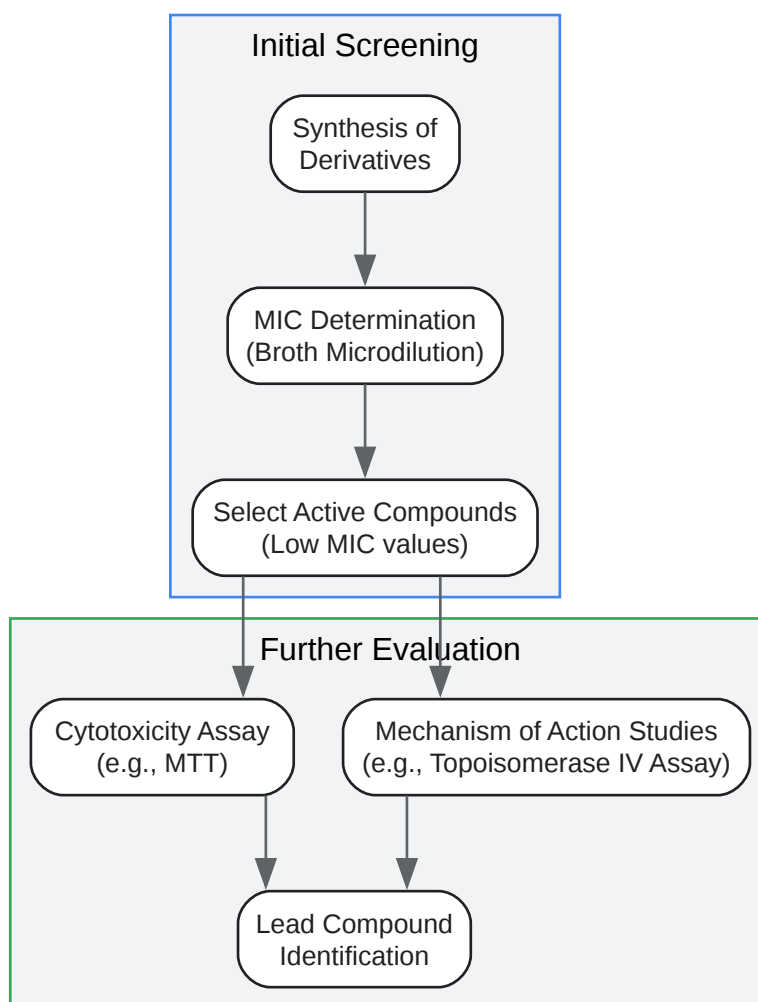 Initial Screening
Synthesis of
Derivatives
MIC Determination
(Broth Microdilution)
Select Active Compounds
(Low MIC values)
Further Evaluation
Cytotoxicity Assay
(e.g., MTT)
Mechanism of Action Studies
(e.g., Topoisomerase IV Assay)
Lead Compound
Identification